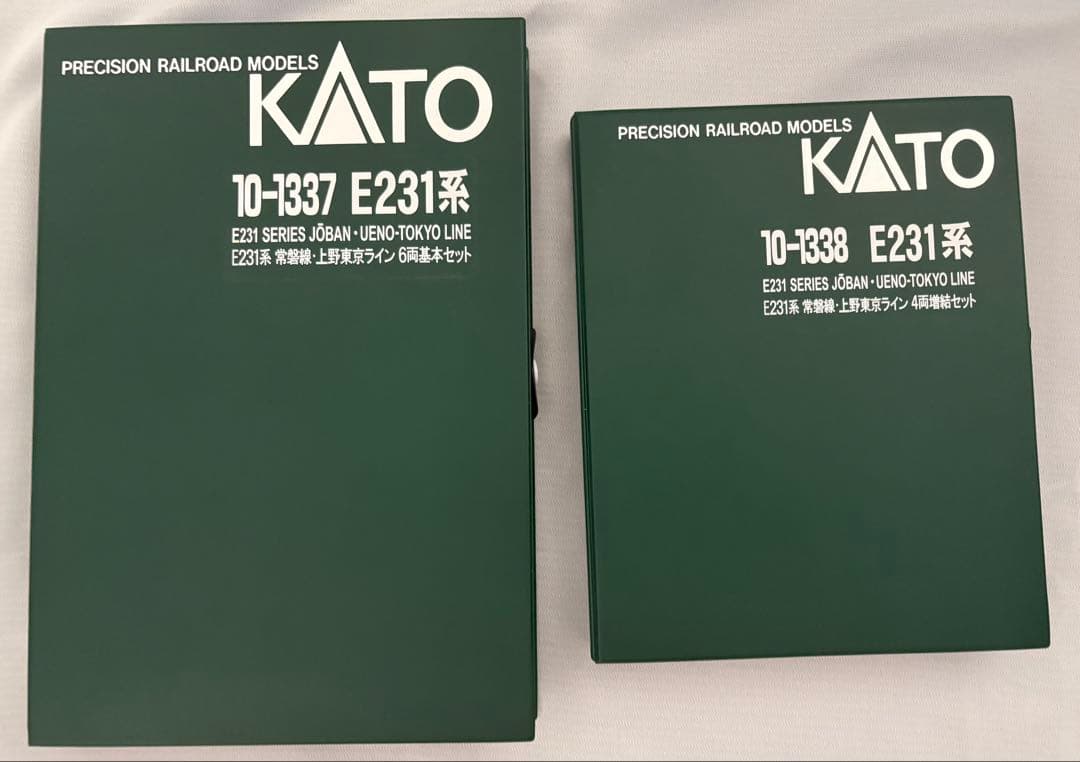 PRECISION RAILROAD MODELS
KATO
10-1337 E231系
E231 SERIES JŌBAN・UENO-TOKYO LINE
E231系 常磐線・上野東京ライン 6両基本セット
PRECISION RAILROAD MODELS
KATO
10-1338 E231系
E231 SERIES JŌBAN・UENO-TOKYO LINE
E231系 常磐線・上野東京ライン 4両増結セット